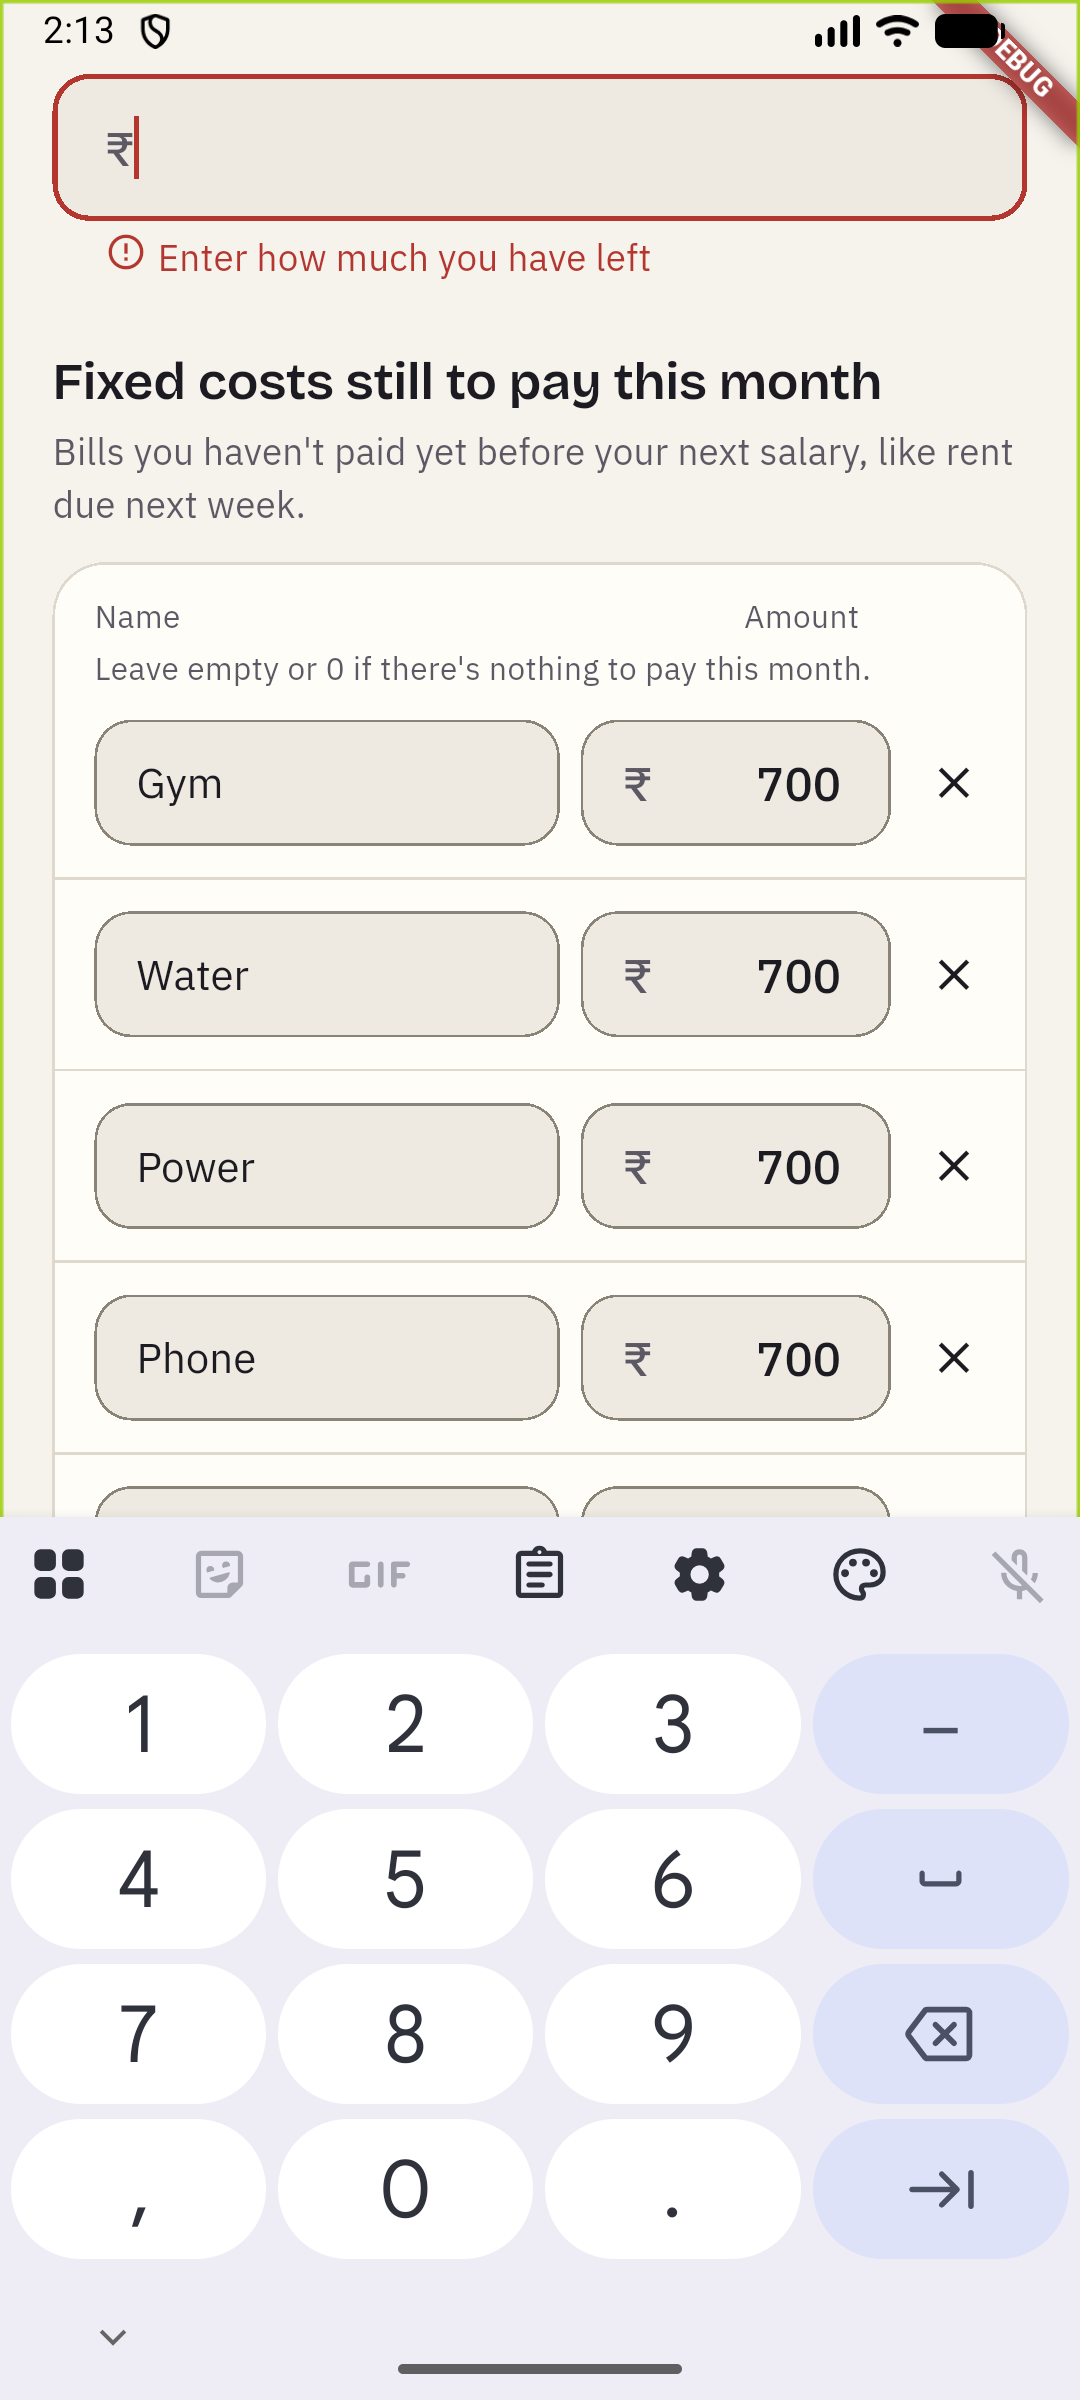 2:13
EBUG
₹
Enter how much you have left
Fixed costs still to pay this month
Bills you haven't paid yet before your next salary, like rent
due next week.
Name Amount
Leave empty or 0 if there's nothing to pay this month.
Gym ₹ 700
Water ₹ 700
Power ₹ 700
Phone ₹ 700
GIF
1 2 3 –
4 5 6
7 8 9
, 0 .